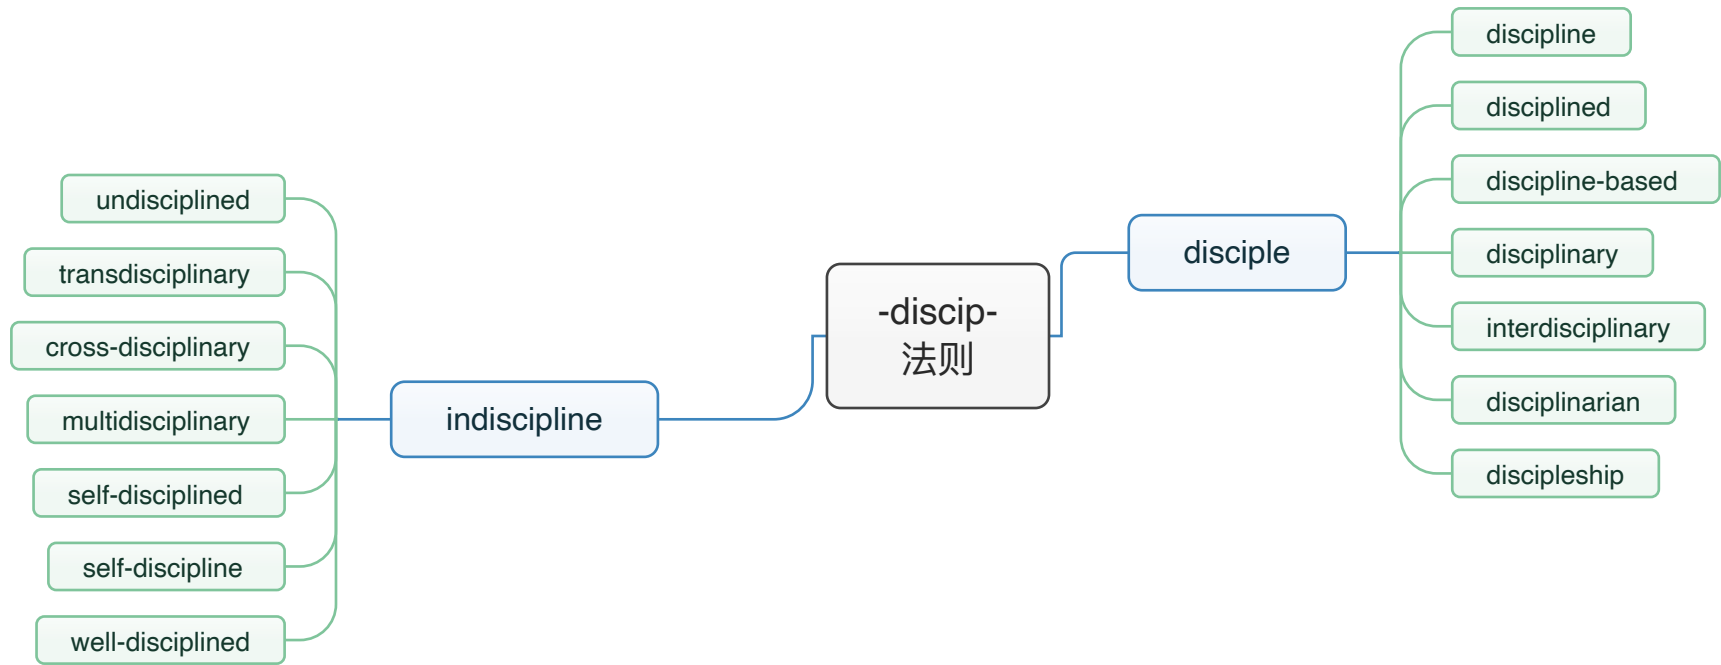 -discip-
法则
disciple
discipline
disciplined
discipline-based
disciplinary
interdisciplinary
disciplinarian
discipleship
indiscipline
undisciplined
transdisciplinary
cross-disciplinary
multidisciplinary
self-disciplined
self-discipline
well-disciplined